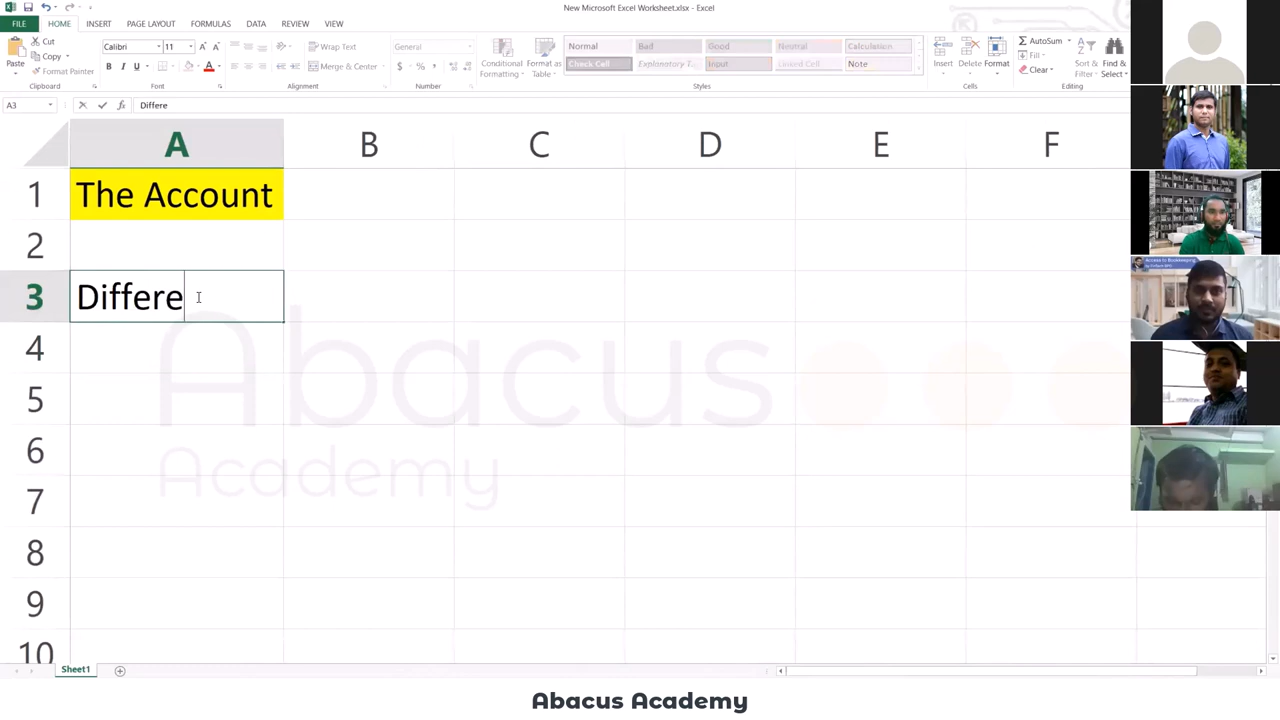 New Microsoft Excel Worksheet.xlsx - Excel
FILE HOME INSERT PAGE LAYOUT FORMULAS DATA REVIEW VIEW
Cut
Copy
Format Painter
Paste
Clipboard
Calibri 11
B I U
Font
Wrap Text
Merge & Center
Alignment
General
$ % ,
Number
Conditional Formatting
Format as Table
Normal Bad Good Neutral Calculation
Check Cell Explanatory T... Input Linked Cell Note
Styles
Insert Delete Format
Cells
AutoSum
Fill
Clear
Sort & Filter
Find & Select
Editing
A3 fx Differe
A B C D E F
1 The Account
2
3 Differe
4
5
6
7
8
9
10
Abacus
Academy
Access to Bookkeeping
Sheet1
Abacus Academy